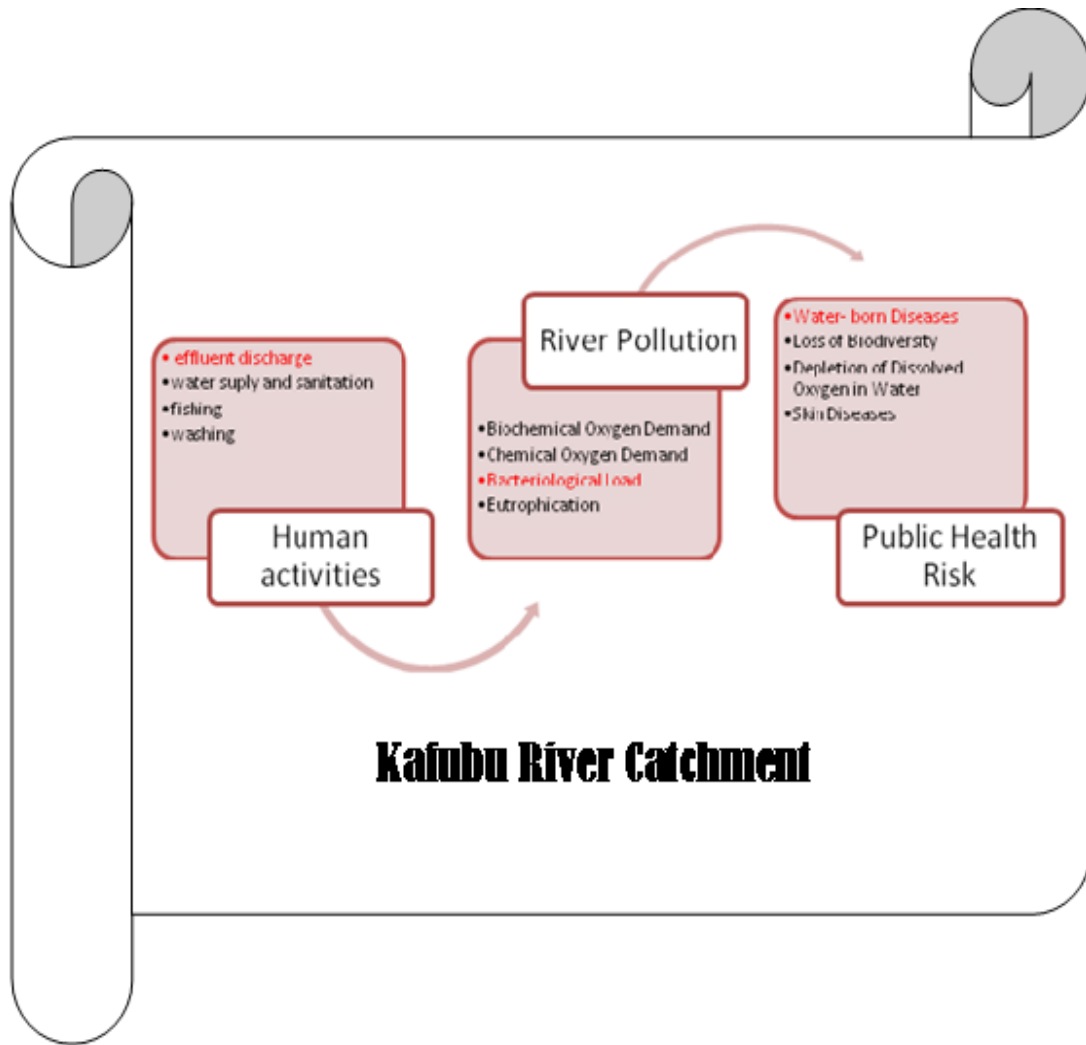 • effluent discharge
•water suply and sanitation
•fishing
•washing
Human
activities
River Pollution
•Biochemical Oxygen Demand
•Chemical Oxygen Demand
•Bacteriological Load
•Eutrophication
•Water- born Diseases
•Loss of Biodiversity
•Depletion of Dissolved
Oxygen in Water
•Skin Diseases
Public Health
Risk
Kafubu River Catchment